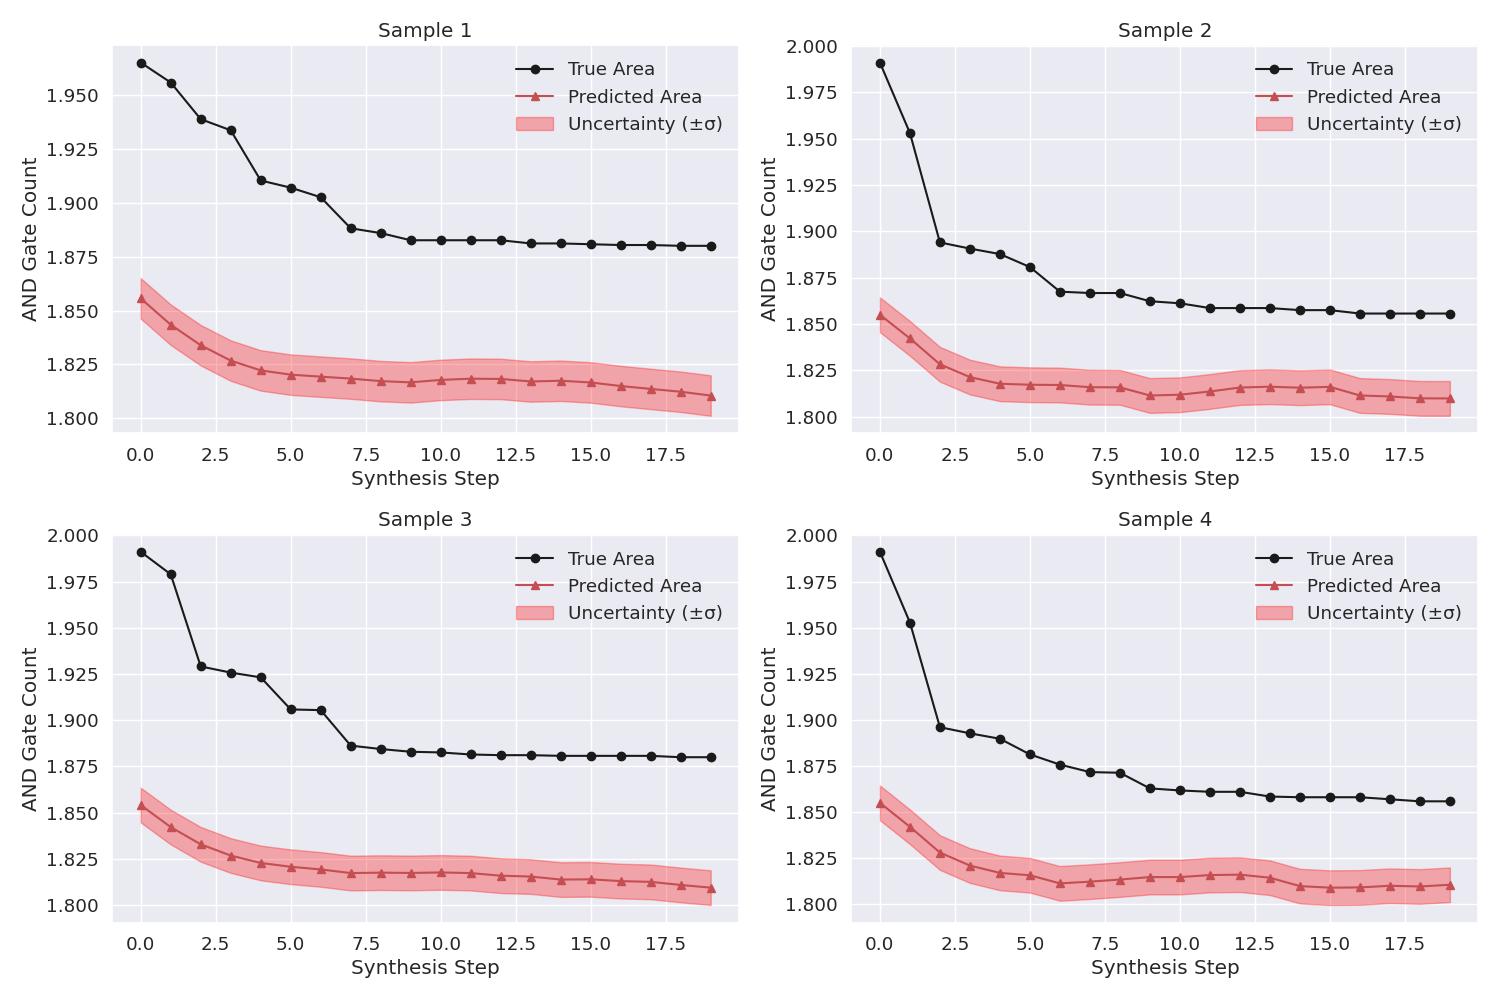 Sample 1
AND Gate Count
1.950
1.925
1.900
1.875
1.850
1.825
1.800
True Area
Predicted Area
Uncertainty (±σ)
0.0 2.5 5.0 7.5 10.0 12.5 15.0 17.5
Synthesis Step
Sample 2
AND Gate Count
2.000
1.975
1.950
1.925
1.900
1.875
1.850
1.825
1.800
True Area
Predicted Area
Uncertainty (±σ)
0.0 2.5 5.0 7.5 10.0 12.5 15.0 17.5
Synthesis Step
Sample 3
AND Gate Count
2.000
1.975
1.950
1.925
1.900
1.875
1.850
1.825
1.800
True Area
Predicted Area
Uncertainty (±σ)
0.0 2.5 5.0 7.5 10.0 12.5 15.0 17.5
Synthesis Step
Sample 4
AND Gate Count
2.000
1.975
1.950
1.925
1.900
1.875
1.850
1.825
1.800
True Area
Predicted Area
Uncertainty (±σ)
0.0 2.5 5.0 7.5 10.0 12.5 15.0 17.5
Synthesis Step